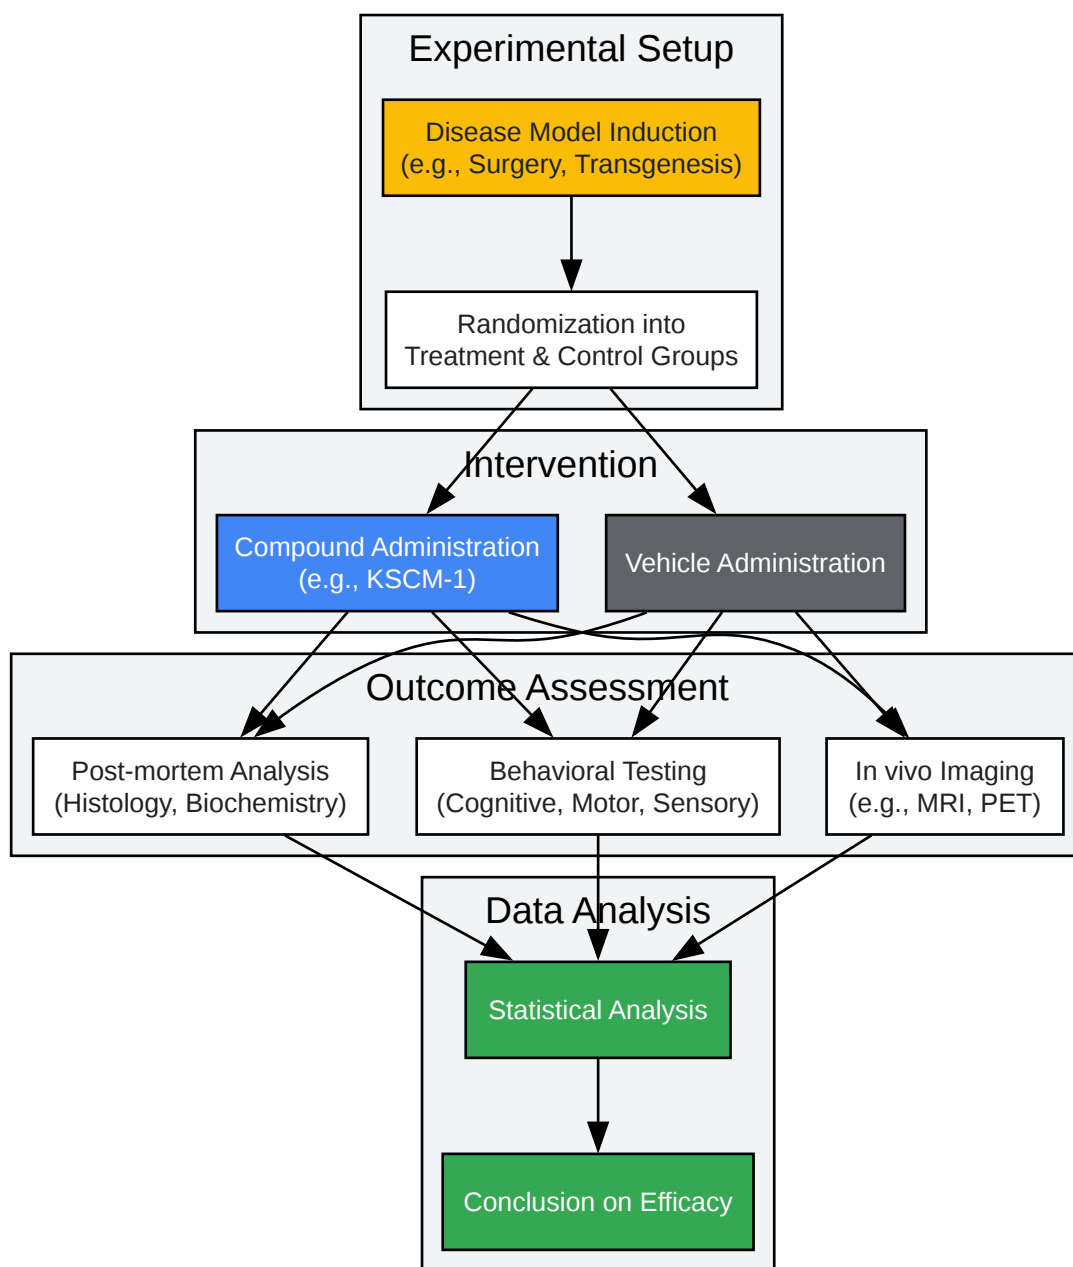 Experimental Setup
Disease Model Induction
(e.g., Surgery, Transgenesis)
Randomization into
Treatment & Control Groups
Intervention
Compound Administration
(e.g., KSCM-1)
Vehicle Administration
Outcome Assessment
Post-mortem Analysis
(Histology, Biochemistry)
Behavioral Testing
(Cognitive, Motor, Sensory)
In vivo Imaging
(e.g., MRI, PET)
Data Analysis
Statistical Analysis
Conclusion on Efficacy